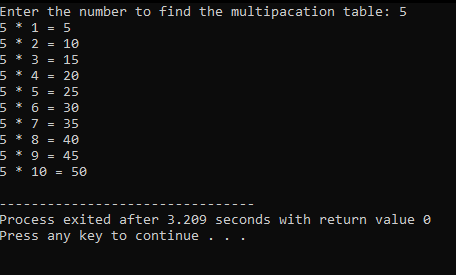 Enter the number to find the multipacation table: 5
5 * 1 = 5
5 * 2 = 10
5 * 3 = 15
5 * 4 = 20
5 * 5 = 25
5 * 6 = 30
5 * 7 = 35
5 * 8 = 40
5 * 9 = 45
5 * 10 = 50
--------------------------------
Process exited after 3.209 seconds with return value 0
Press any key to continue . . .